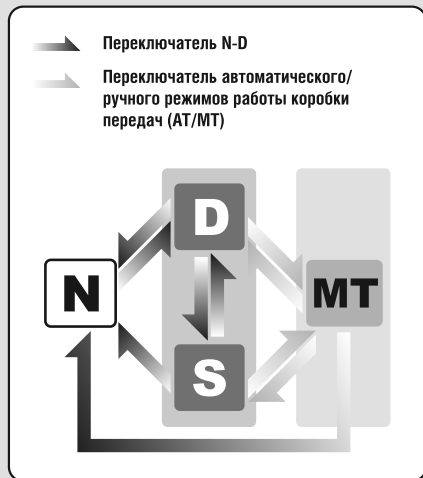 Переключатель N-D
Переключатель автоматического/
ручного режимов работы коробки
передач (AT/MT)
D
N
MT
S